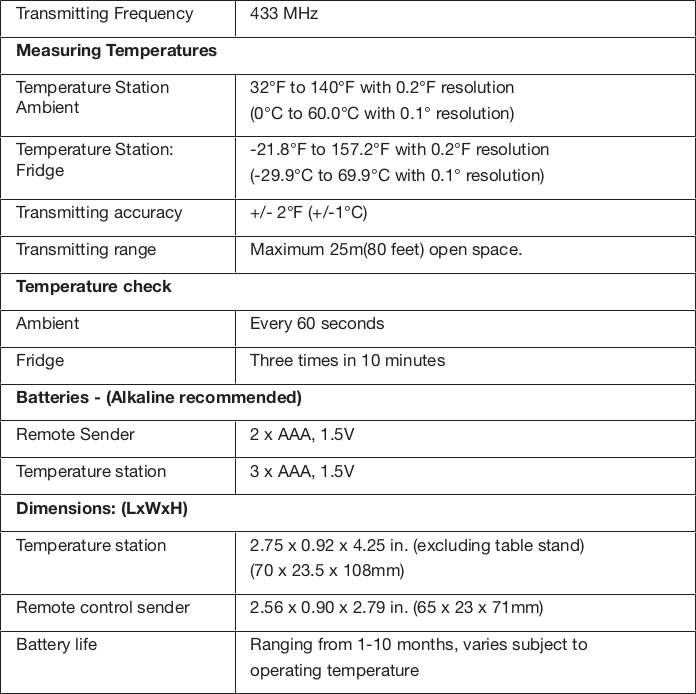 Transmitting Frequency 433 MHz
Measuring Temperatures
Temperature Station 32°F to 140°F with 0.2°F resolution
Ambient (0°C to 60.0°C with 0.1° resolution)
Temperature Station: -21.8°F to 157.2°F with 0.2°F resolution
Fridge (-29.9°C to 69.9°C with 0.1° resolution)
Transmitting accuracy +/- 2°F (+/-1°C)
Transmitting range Maximum 25m(80 feet) open space.
Temperature check
Ambient Every 60 seconds
Fridge Three times in 10 minutes
Batteries - (Alkaline recommended)
Remote Sender 2 x AAA, 1.5V
Temperature station 3 x AAA, 1.5V
Dimensions: (LxWxH)
Temperature station 2.75 x 0.92 x 4.25 in. (excluding table stand)
(70 x 23.5 x 108mm)
Remote control sender 2.56 x 0.90 x 2.79 in. (65 x 23 x 71mm)
Battery life Ranging from 1-10 months, varies subject to
operating temperature